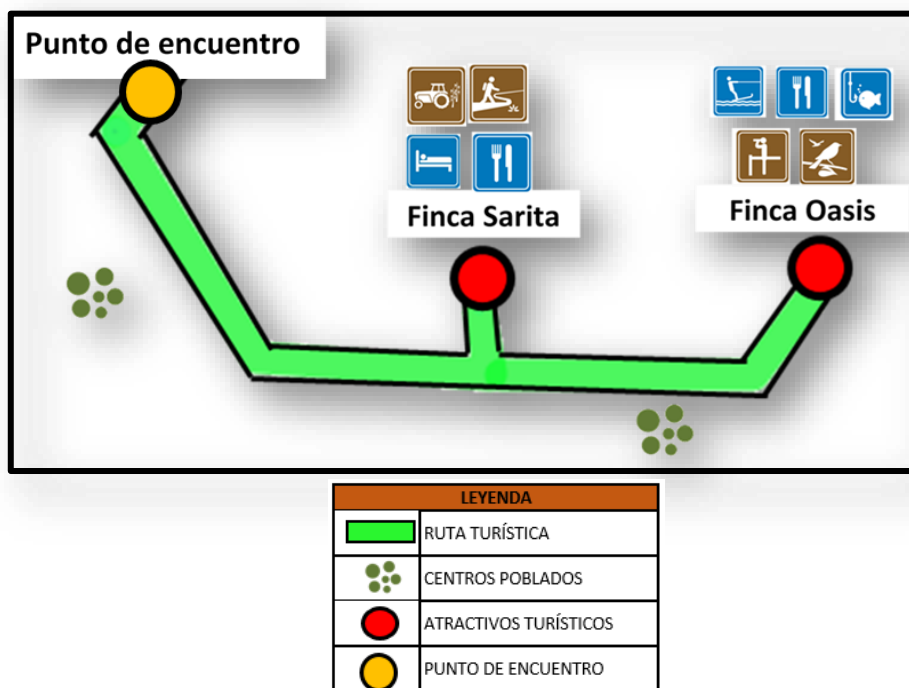 Punto de encuentro
Finca Sarita
Finca Oasis
LEYENDA
RUTA TURÍSTICA
CENTROS POBLADOS
ATRACTIVOS TURÍSTICOS
PUNTO DE ENCUENTRO